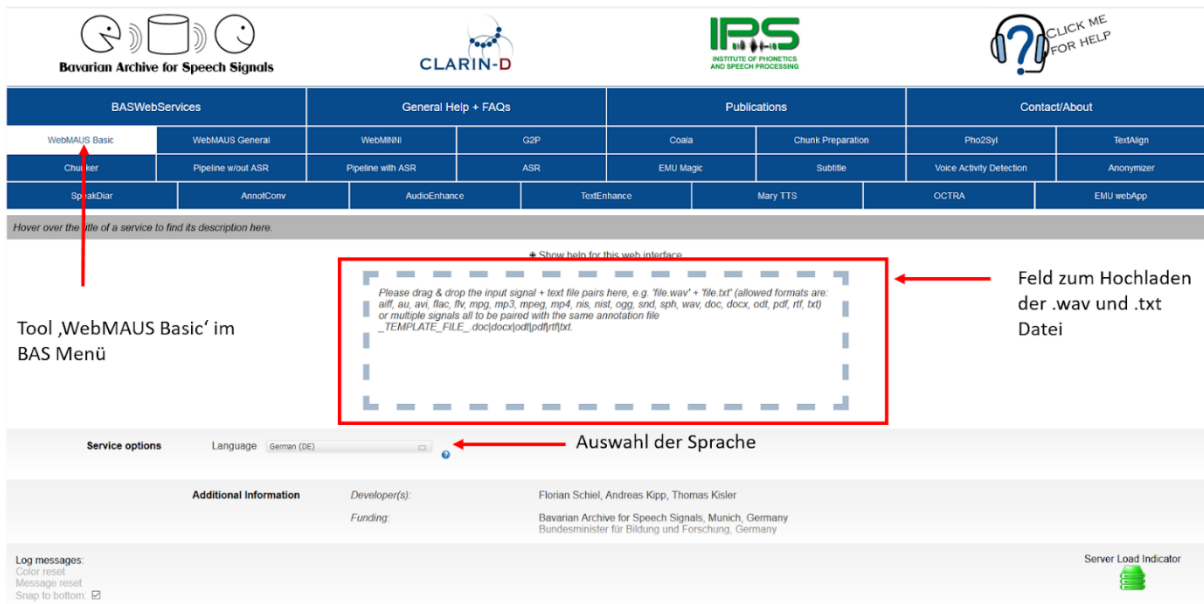 Bavarian Archive for Speech Signals
CLARIN-D
IPS
INSTITUTE OF PHONETICS
AND SPEECH PROCESSING
?
CLICK ME
FOR HELP
BASWebServices General Help + FAQs Publications Contact/About
WebMAUS Basic WebMAUS General WebMINNI G2P Coala Chunk Preparation Pho2Syl TextAlign
Chunker Pipeline w/out ASR Pipeline with ASR ASR EMU Magic Subtitle Voice Activity Detection Anonymizer
SpeakDiar AnnotConv AudioEnhance TextEnhance Mary TTS OCTRA EMU webApp
Hover over the title of a service to find its description here.
Show help for this web interface
Please drag & drop the input signal + text file pairs here, e.g. 'file.wav' + 'file.txt' (allowed formats are:
aiff, au, avi, flac, flv, mpg, mp3, mpeg, mp4, nis, nist, ogg, snd, sph, wav, doc, docx, odt, pdf, rtf, txt)
or multiple signals all to be paired with the same annotation file
_TEMPLATE_FILE_.doc|docx|odt|pdf|rtf|txt.
Feld zum Hochladen
der .wav und .txt
Datei
Tool ‚WebMAUS Basic‘ im
BAS Menü
Service options Language German (DE) ?
Auswahl der Sprache
Additional Information Developer(s): Florian Schiel, Andreas Kipp, Thomas Kisler
Funding: Bavarian Archive for Speech Signals, Munich, Germany
Bundesminister für Bildung und Forschung, Germany
Log messages:
Color reset
Message reset
Snap to bottom:
Server Load Indicator